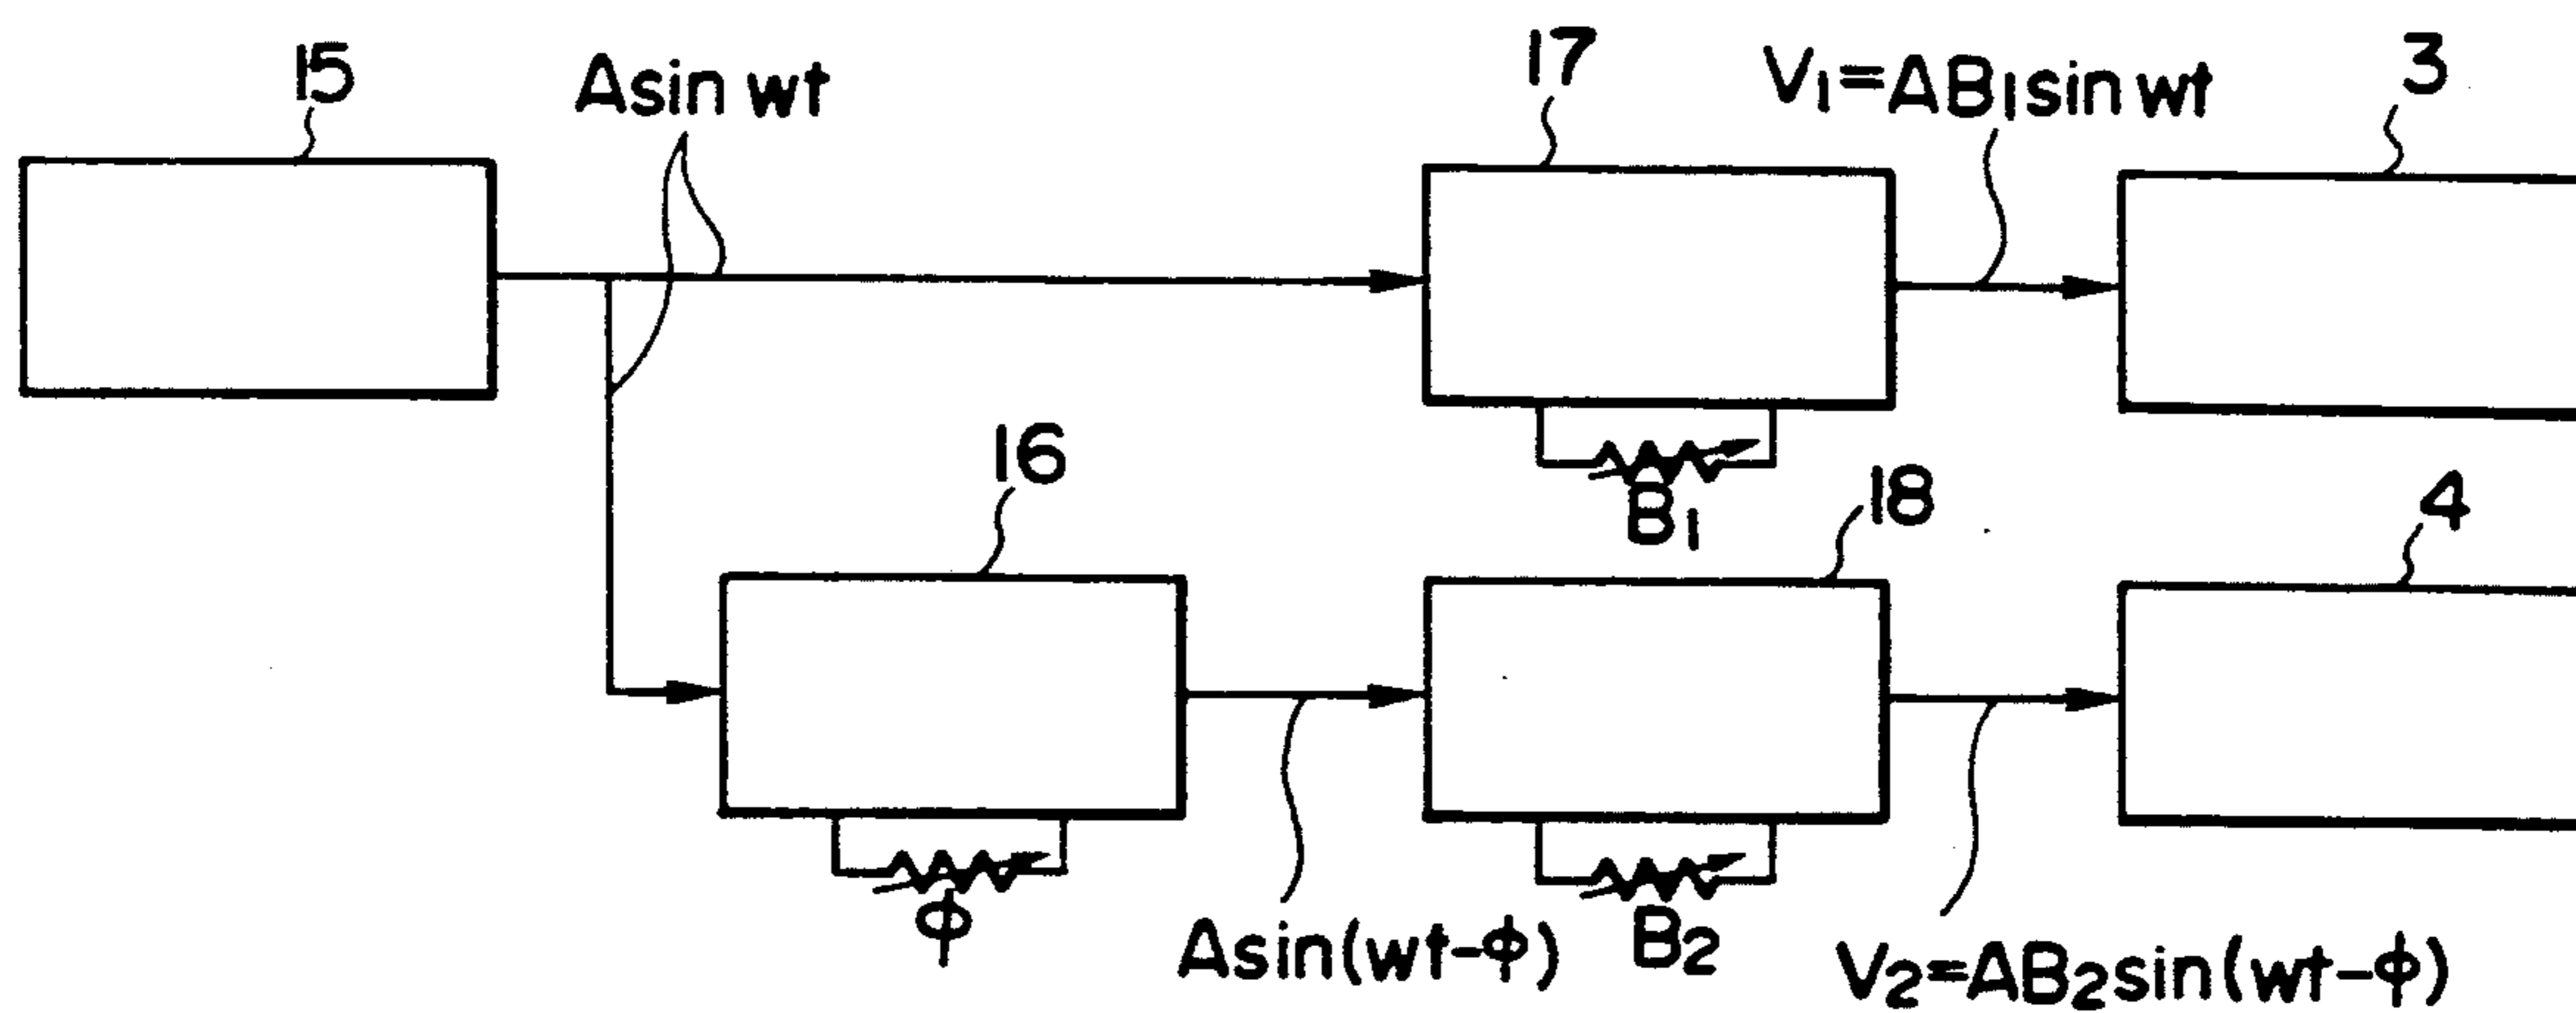 15
Asin wt
17
V₁=AB₁sin wt
3
16
B₁
18
4
ϕ
Asin(wt-ϕ)
B₂
V₂=AB₂sin(wt-ϕ)